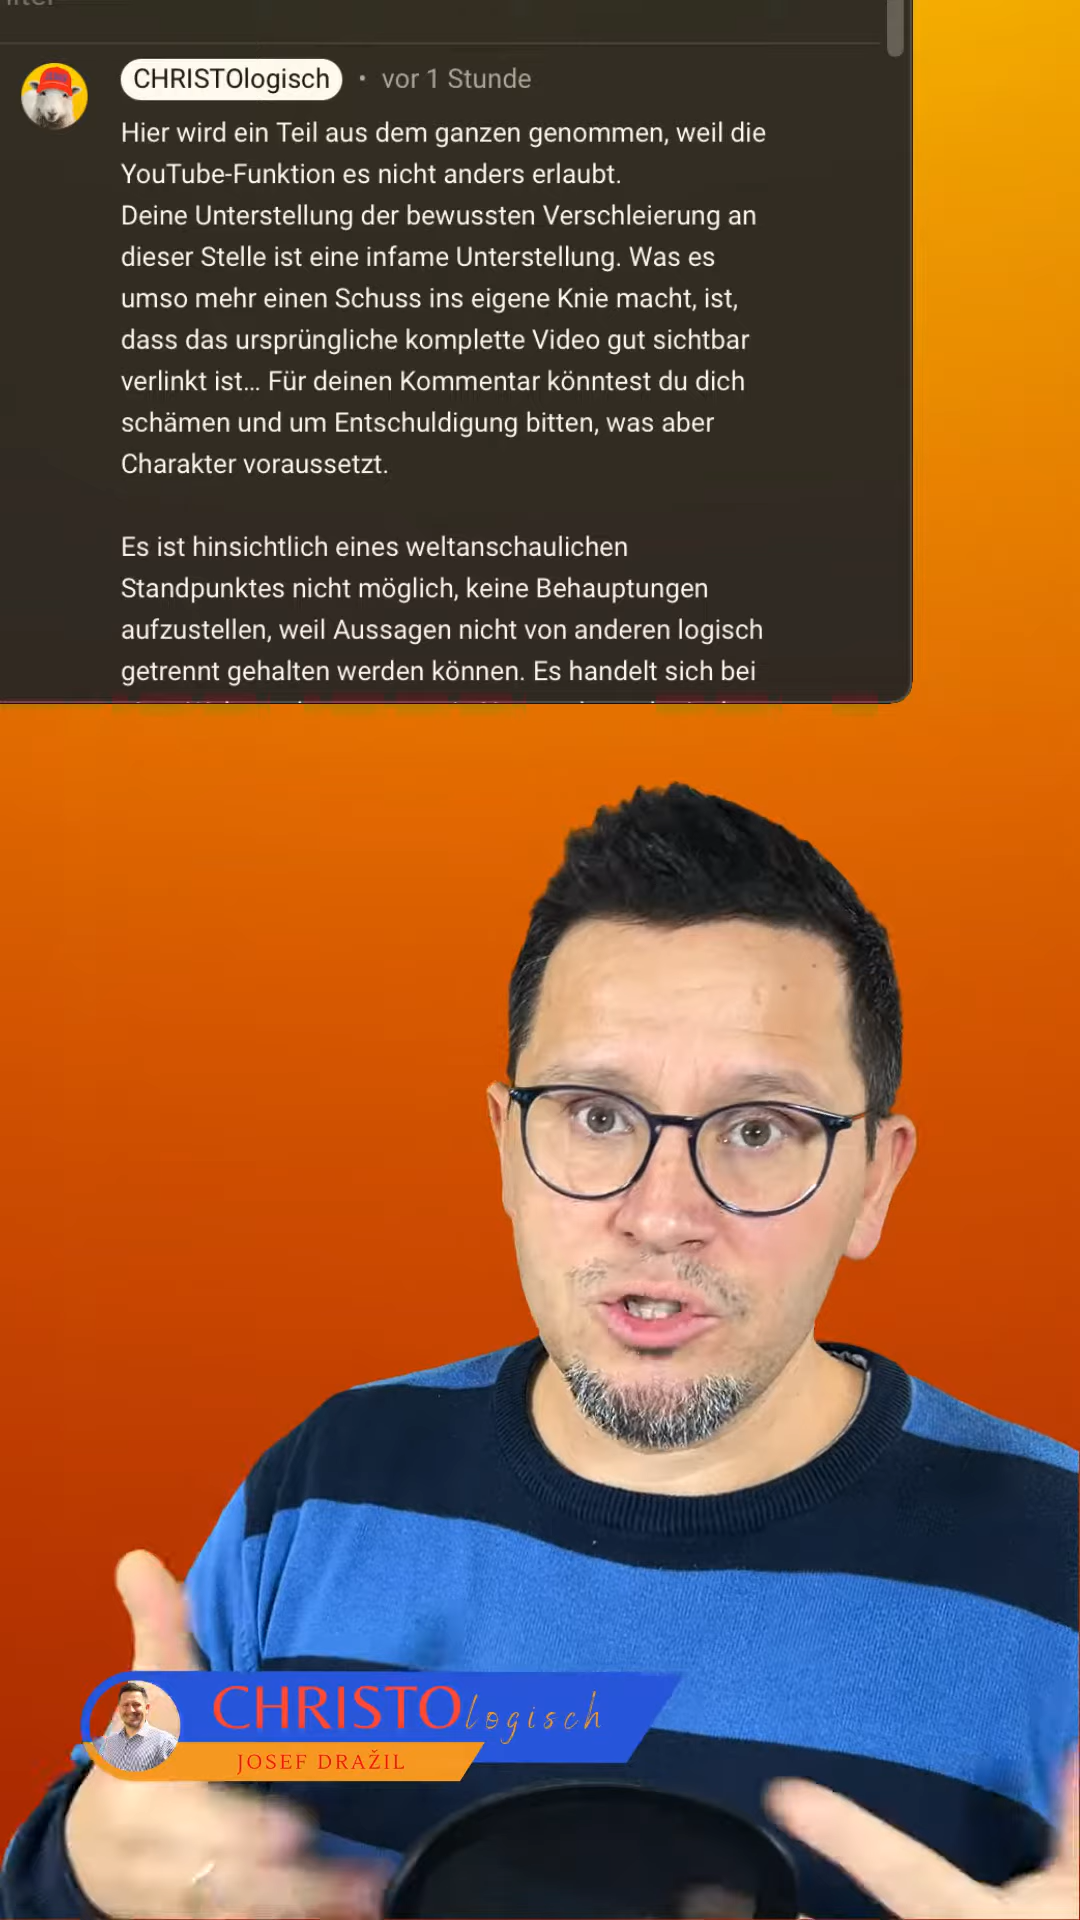 CHRISTOlogisch • vor 1 Stunde
Hier wird ein Teil aus dem ganzen genommen, weil die
YouTube-Funktion es nicht anders erlaubt.
Deine Unterstellung der bewussten Verschleierung an
dieser Stelle ist eine infame Unterstellung. Was es
umso mehr einen Schuss ins eigene Knie macht, ist,
dass das ursprüngliche komplette Video gut sichtbar
verlinkt ist... Für deinen Kommentar könntest du dich
schämen und um Entschuldigung bitten, was aber
Charakter voraussetzt.
Es ist hinsichtlich eines weltanschaulichen
Standpunktes nicht möglich, keine Behauptungen
aufzustellen, weil Aussagen nicht von anderen logisch
getrennt gehalten werden können. Es handelt sich bei
CHRISTOlogisch
JOSEF DRAŽIL